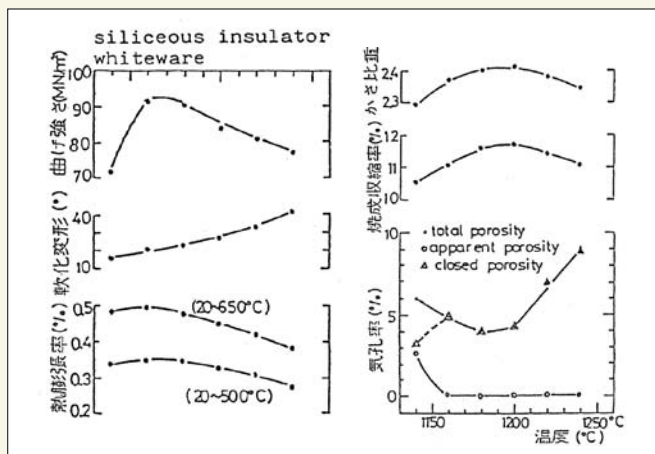 siliceous insulator
whiteware
曲げ強さ(MN/m²)
100
90
80
70
軟化変形(°)
40
10
熱膨張率(%)
0.5
0.4
0.3
0.2
(20~650°C)
(20~500°C)
かさ比重
2.4
2.3
焼成収縮率(%)
12
11
10
気孔率(%)
10
5
0
total porosity
apparent porosity
closed porosity
1150 1200 1250°C
温度(°C)